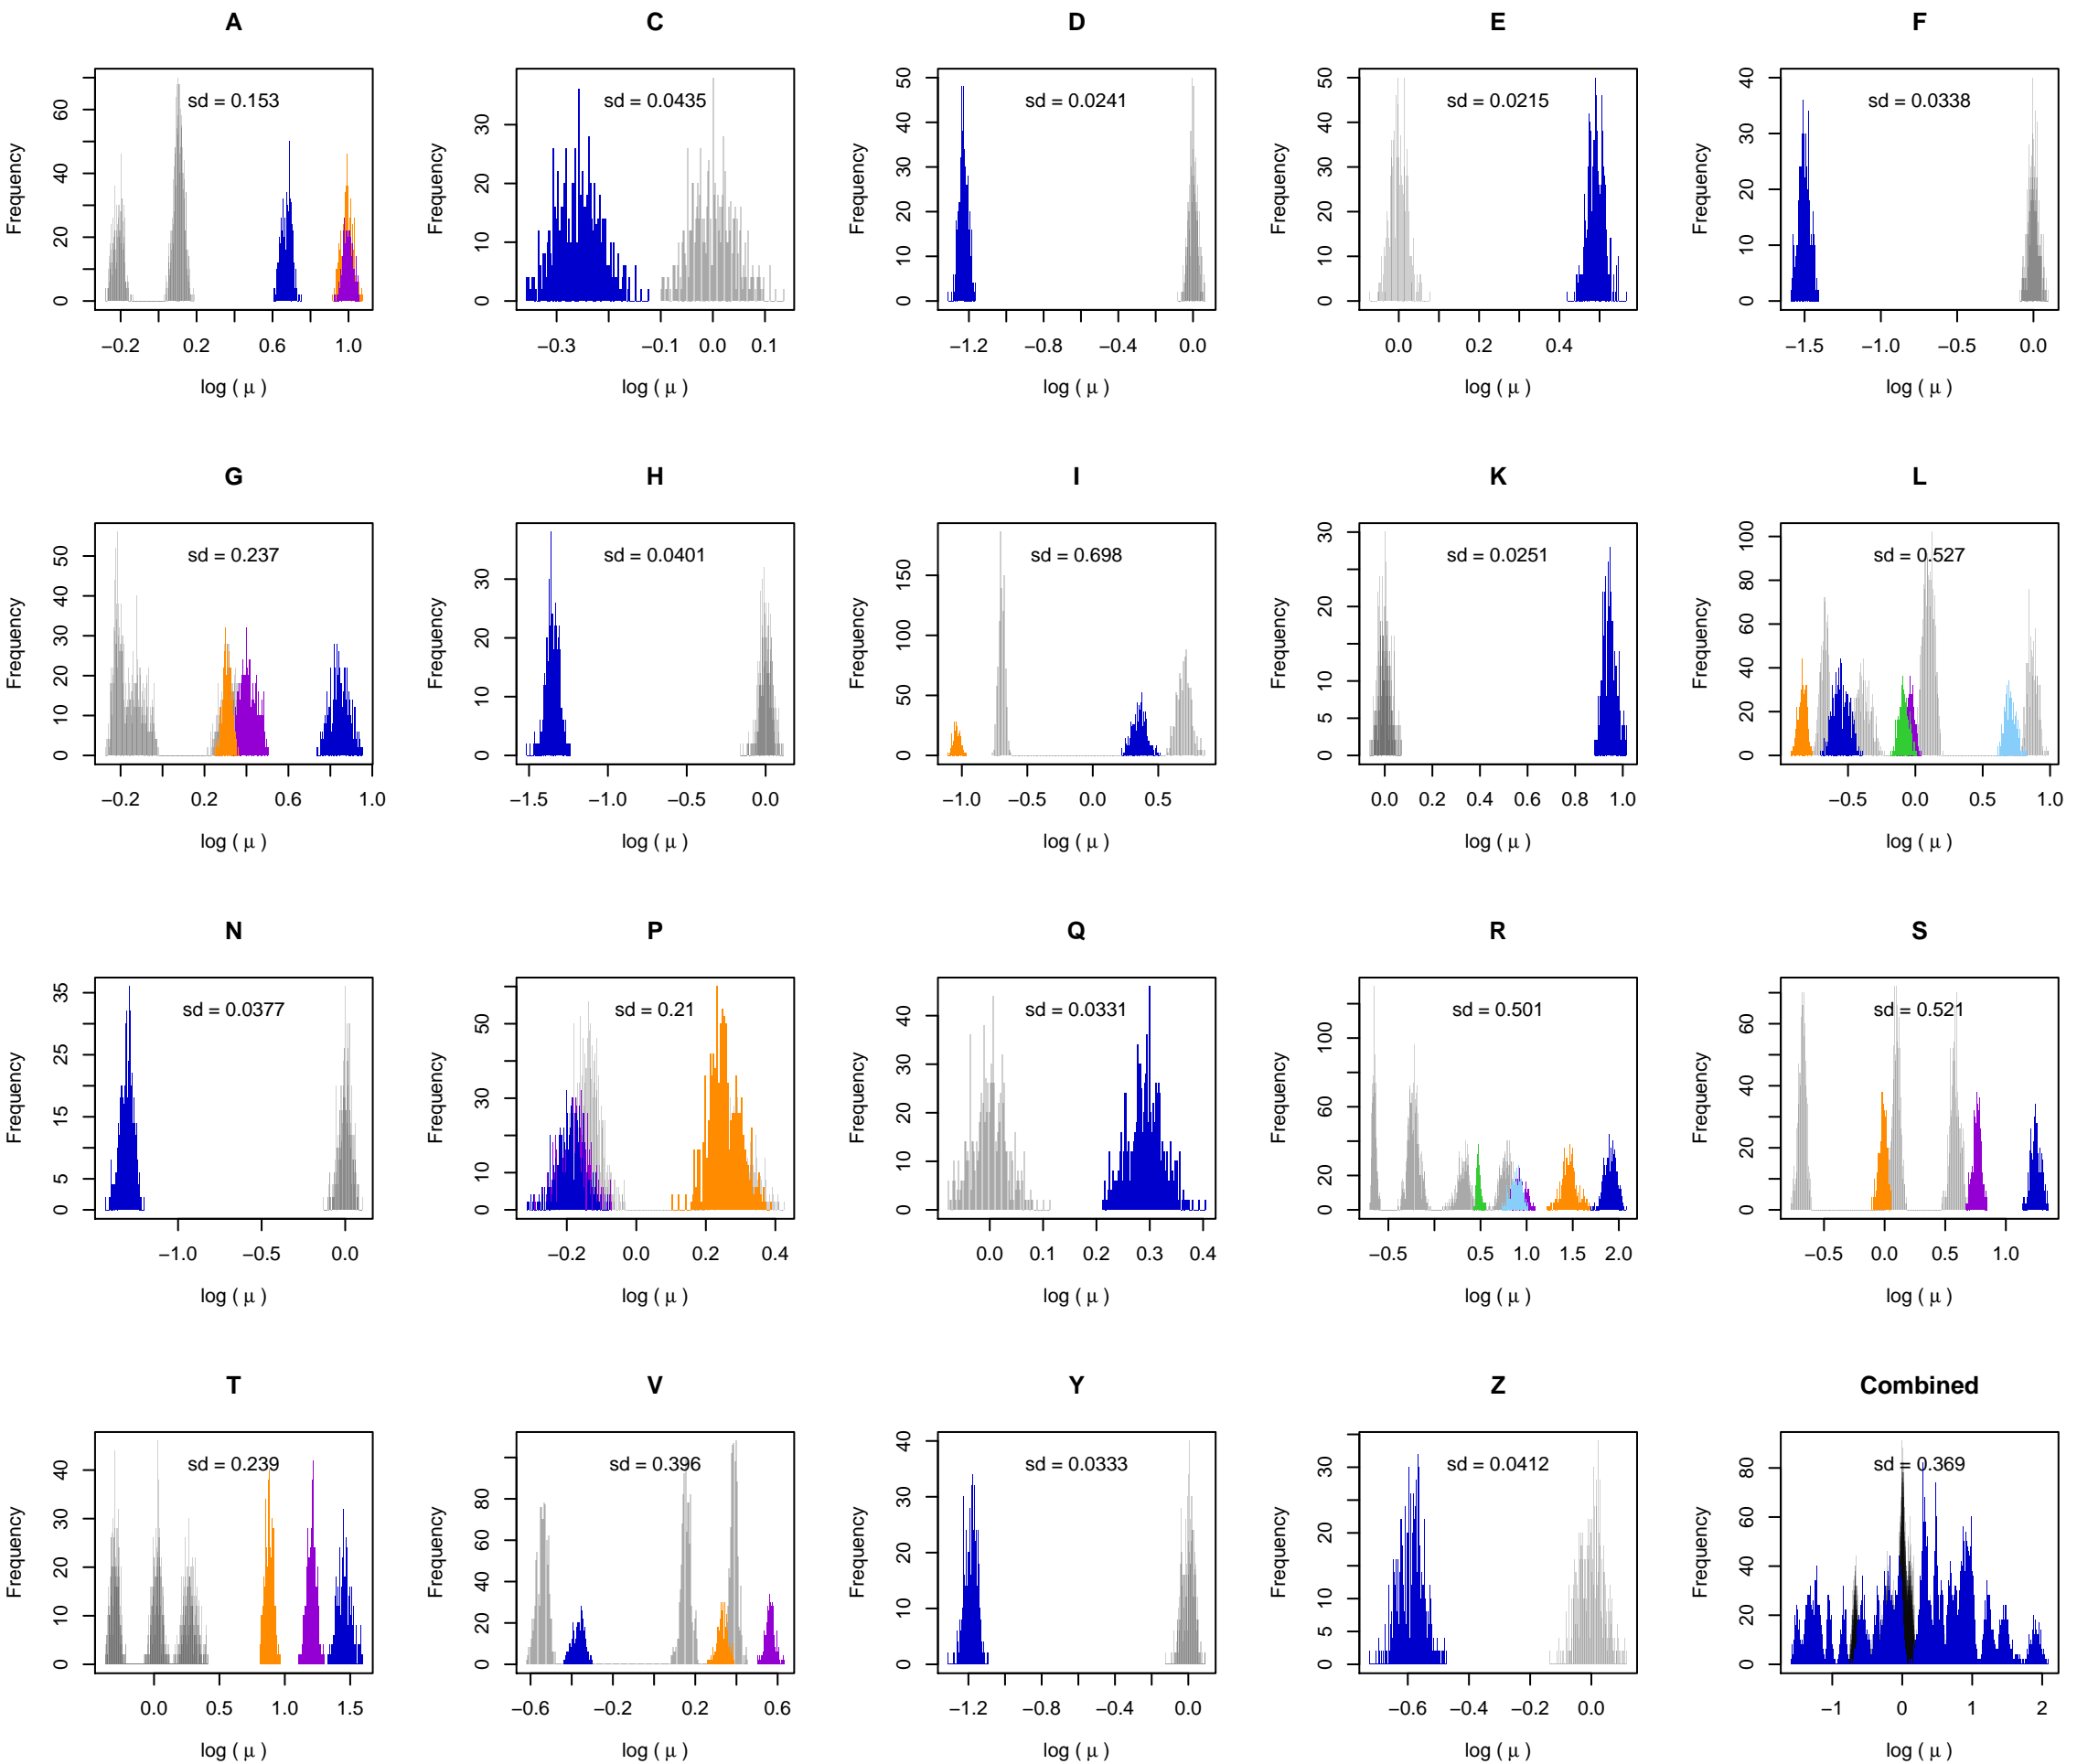 A C D E F
sd = 0.153 sd = 0.0435 sd = 0.0241 sd = 0.0215 sd = 0.0338
Frequency Frequency Frequency Frequency Frequency
0 20 40 60 0 10 20 30 0 10 20 30 40 50 0 10 20 30 40 50 0 10 20 30 40
−0.2 0.2 0.6 1.0 −0.3 −0.1 0.0 0.1 −1.2 −0.8 −0.4 0.0 0.0 0.2 0.4 −1.5 −1.0 −0.5 0.0
log ( μ ) log ( μ ) log ( μ ) log ( μ ) log ( μ )
G H I K L
sd = 0.237 sd = 0.0401 sd = 0.698 sd = 0.0251 sd = 0.527
Frequency Frequency Frequency Frequency Frequency
0 10 20 30 40 50 0 10 20 30 0 50 100 150 0 5 10 20 30 0 20 40 60 80 100
−0.2 0.2 0.6 1.0 −1.5 −1.0 −0.5 0.0 −1.0 −0.5 0.0 0.5 0.0 0.2 0.4 0.6 0.8 1.0 −0.5 0.0 0.5 1.0
log ( μ ) log ( μ ) log ( μ ) log ( μ ) log ( μ )
N P Q R S
sd = 0.0377 sd = 0.21 sd = 0.0331 sd = 0.501 sd = 0.521
Frequency Frequency Frequency Frequency Frequency
0 5 15 25 35 0 10 30 50 0 10 20 30 40 0 20 60 100 0 20 40 60
−1.0 −0.5 0.0 −0.2 0.0 0.2 0.4 0.0 0.1 0.2 0.3 0.4 −0.5 0.5 1.0 1.5 2.0 −0.5 0.0 0.5 1.0
log ( μ ) log ( μ ) log ( μ ) log ( μ ) log ( μ )
T V Y Z Combined
sd = 0.239 sd = 0.396 sd = 0.0333 sd = 0.0412 sd = 0.369
Frequency Frequency Frequency Frequency Frequency
0 10 20 30 40 0 20 40 60 80 0 10 20 30 40 0 5 10 20 30 0 20 40 60 80
0.0 0.5 1.0 1.5 −0.6 −0.2 0.2 0.6 −1.2 −0.8 −0.4 0.0 −0.6 −0.4 −0.2 0.0 −1 0 1 2
log ( μ ) log ( μ ) log ( μ ) log ( μ ) log ( μ )